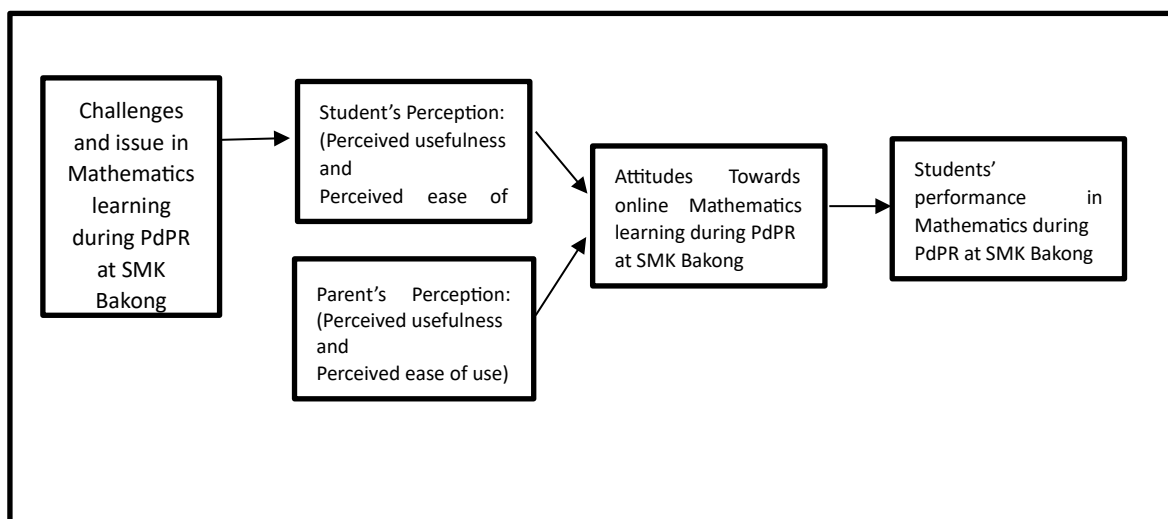 Challenges
and issue in
Mathematics
learning
during PdPR
at SMK
Bakong
Student’s Perception:
(Perceived usefulness
and
Perceived ease of
Parent’s Perception:
(Perceived usefulness
and
Perceived ease of use)
Attitudes Towards
online Mathematics
learning during PdPR
at SMK Bakong
Students’
performance in
Mathematics during
PdPR at SMK Bakong